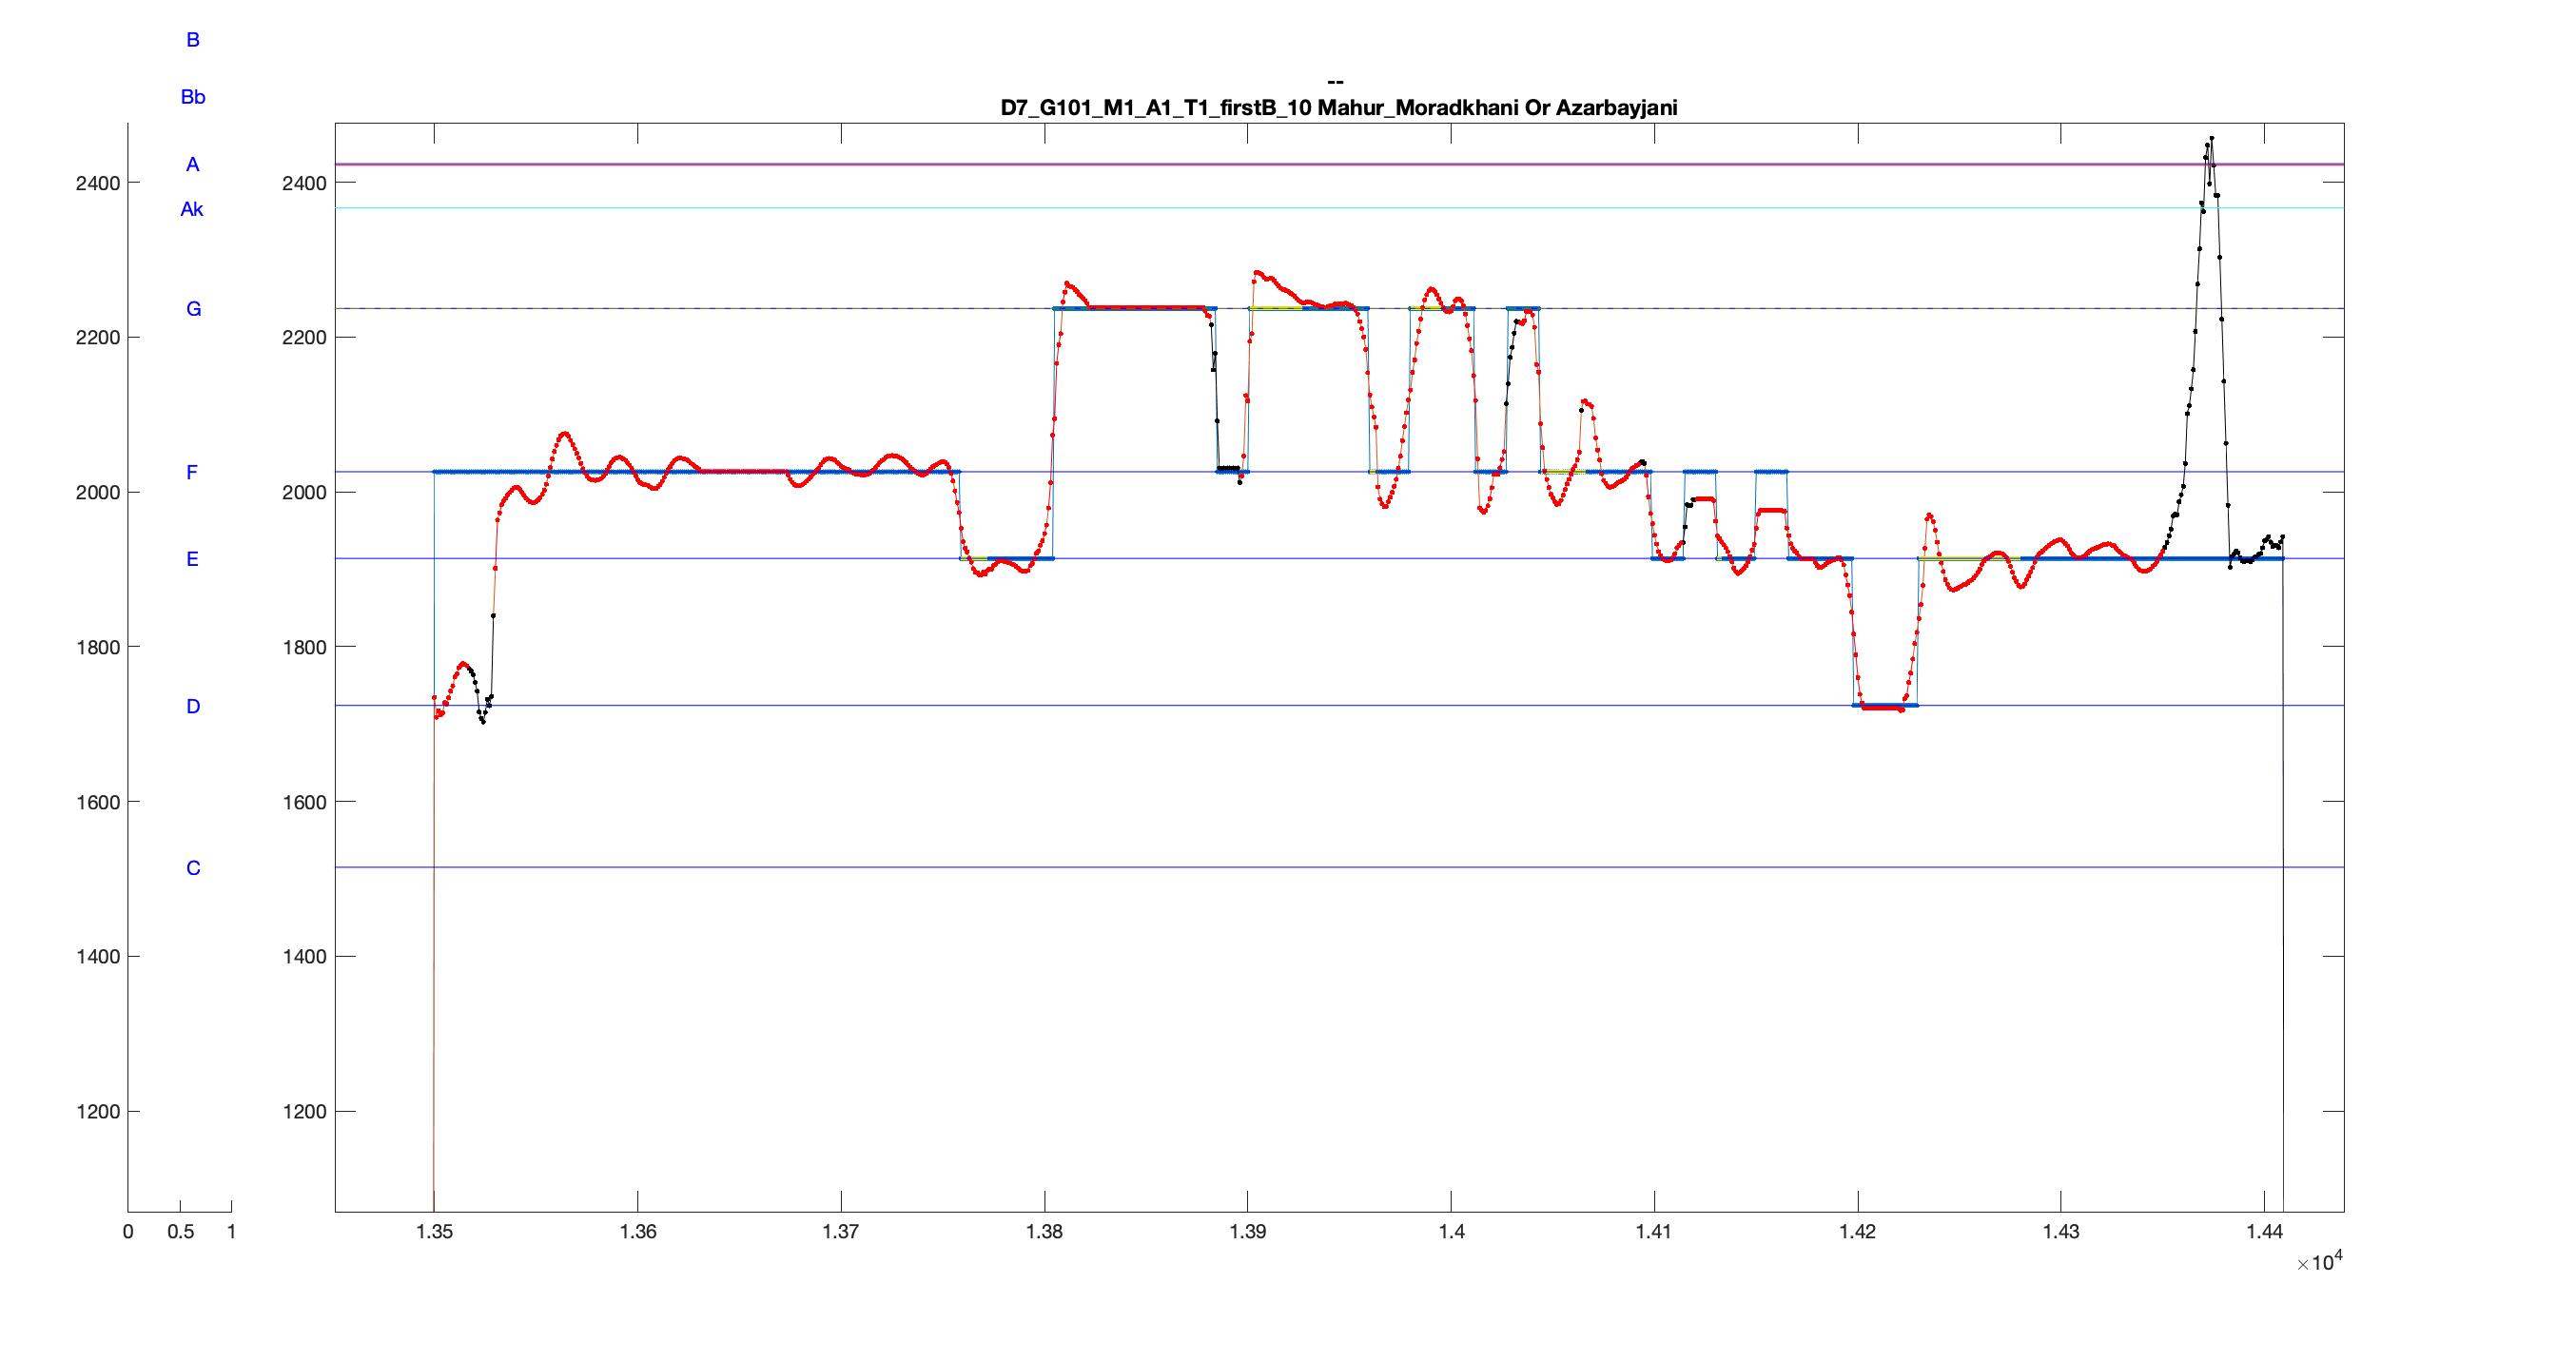 B
--
Bb
D7_G101_M1_A1_T1_firstB_10 Mahur_Moradkhani Or Azarbayjani
A
2400 2400
Ak
G
2200 2200
F
2000 2000
E
1800 1800
D
1600 1600
C
1400 1400
1200 1200
0 0.5 1 1.35 1.36 1.37 1.38 1.39 1.4 1.41 1.42 1.43 1.44
×10⁴